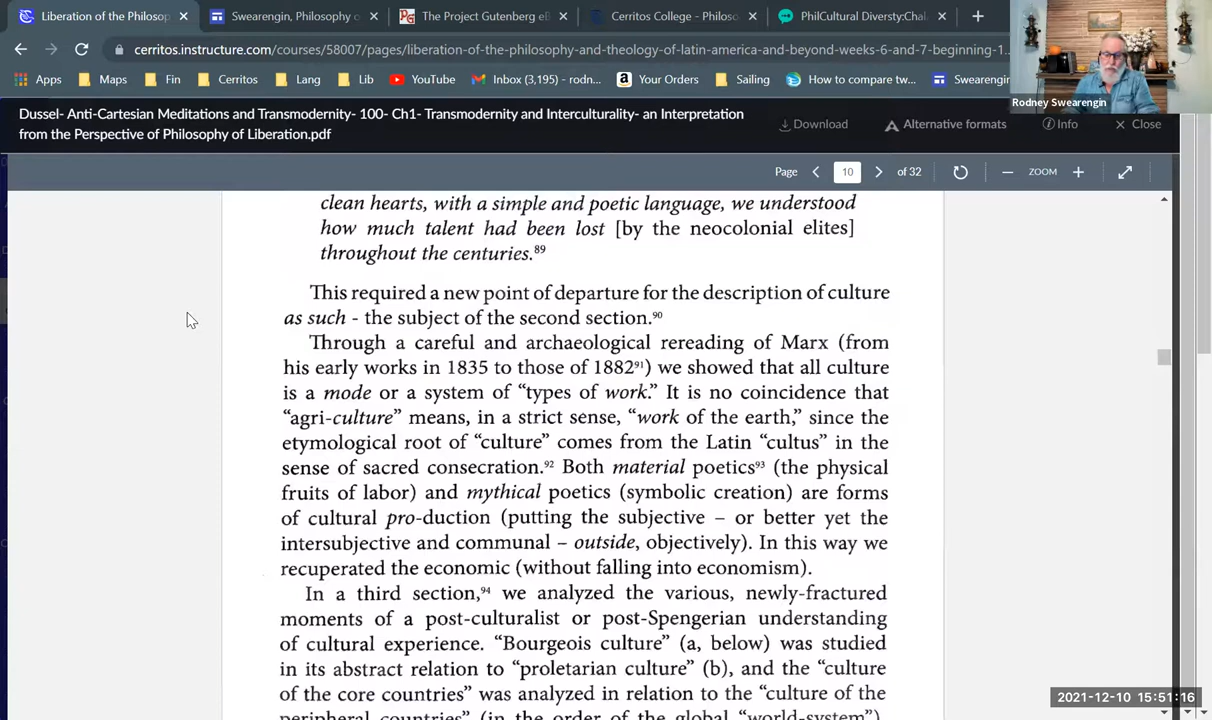 Liberation of the Philosop
Swearengin, Philosophy o
The Project Gutenberg eB
Cerritos College - Philoso
PhilCultural Diversty:Chal
cerritos.instructure.com/courses/58007/pages/liberation-of-the-philosophy-and-theology-of-latin-america-and-beyond-weeks-6-and-7-beginning-1...
Apps Maps Fin Cerritos Lang Lib YouTube Inbox (3,195) - rodn... Your Orders Sailing How to compare tw... Swearengin
Rodney Swearengin
Dussel- Anti-Cartesian Meditations and Transmodernity- 100- Ch1- Transmodernity and Interculturality- an Interpretation
from the Perspective of Philosophy of Liberation.pdf
Download Alternative formats Info Close
Page 10 of 32 ZOOM
clean hearts, with a simple and poetic language, we understood
how much talent had been lost [by the neocolonial elites]
throughout the centuries.89
This required a new point of departure for the description of culture
as such - the subject of the second section.90
Through a careful and archaeological rereading of Marx (from
his early works in 1835 to those of 188291) we showed that all culture
is a mode or a system of “types of work.” It is no coincidence that
“agri-culture” means, in a strict sense, “work of the earth,” since the
etymological root of “culture” comes from the Latin “cultus” in the
sense of sacred consecration.92 Both material poetics93 (the physical
fruits of labor) and mythical poetics (symbolic creation) are forms
of cultural pro-duction (putting the subjective – or better yet the
intersubjective and communal – outside, objectively). In this way we
recuperated the economic (without falling into economism).
In a third section,94 we analyzed the various, newly-fractured
moments of a post-culturalist or post-Spengerian understanding
of cultural experience. “Bourgeois culture” (a, below) was studied
in its abstract relation to “proletarian culture” (b), and the “culture
of the core countries” was analyzed in relation to the “culture of the
peripheral countries” (in the order of the global “world-system”)
2021-12-10 15:51:16